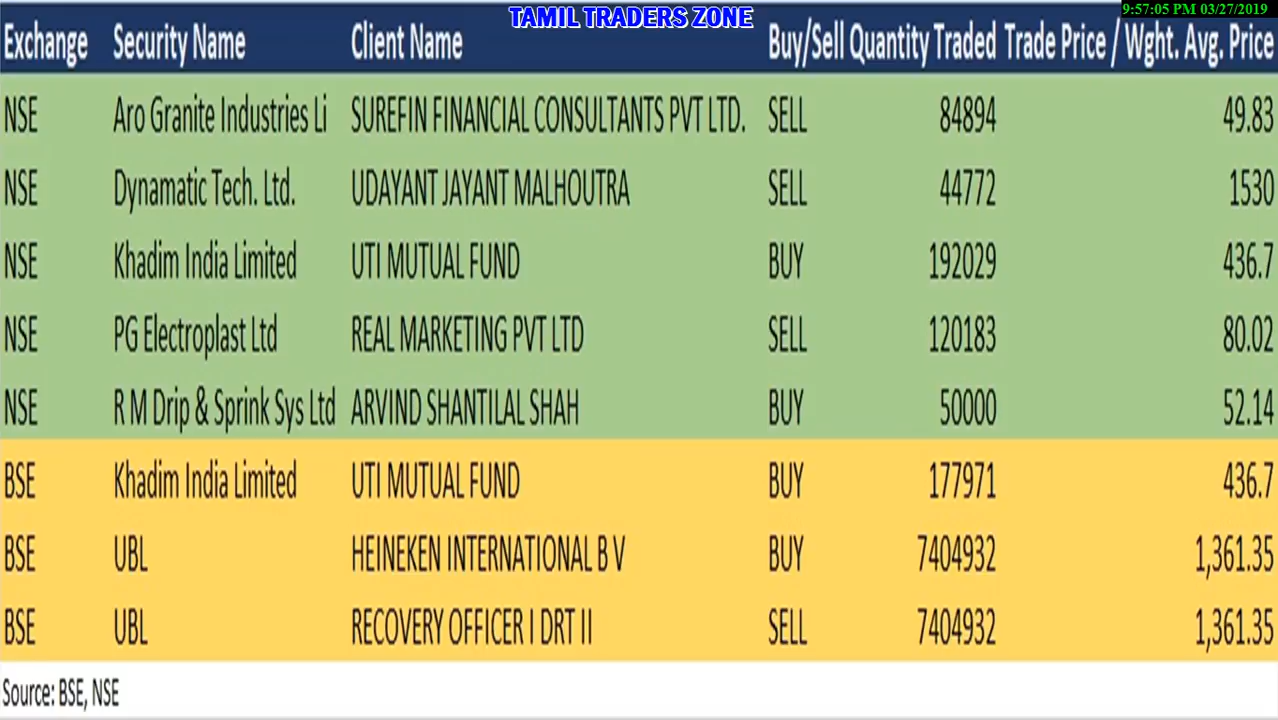 TAMIL TRADERS ZONE
9:57:05 PM 03/27/2019
Exchange Security Name Client Name Buy/Sell Quantity Traded Trade Price / Wght. Avg. Price
NSE Aro Granite Industries Li SUREFIN FINANCIAL CONSULTANTS PVT LTD. SELL 84894 49.83
NSE Dynamatic Tech. Ltd. UDAYANT JAYANT MALHOUTRA SELL 44772 1530
NSE Khadim India Limited UTI MUTUAL FUND BUY 192029 436.7
NSE PG Electroplast Ltd REAL MARKETING PVT LTD SELL 120183 80.02
NSE R M Drip & Sprink Sys Ltd ARVIND SHANTILAL SHAH BUY 50000 52.14
BSE Khadim India Limited UTI MUTUAL FUND BUY 177971 436.7
BSE UBL HEINEKEN INTERNATIONAL B V BUY 7404932 1,361.35
BSE UBL RECOVERY OFFICER I DRT II SELL 7404932 1,361.35
Source: BSE, NSE